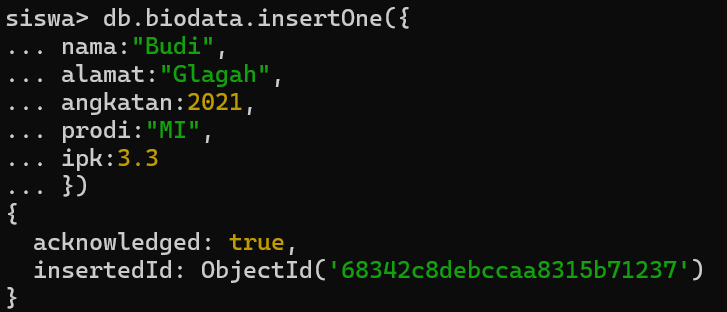 siswa> db.biodata.insertOne({
... nama:"Budi",
... alamat:"Glagah",
... angkatan:2021,
... prodi:"MI",
... ipk:3.3
... })
{
  acknowledged: true,
  insertedId: ObjectId('68342c8debccaa8315b71237')
}